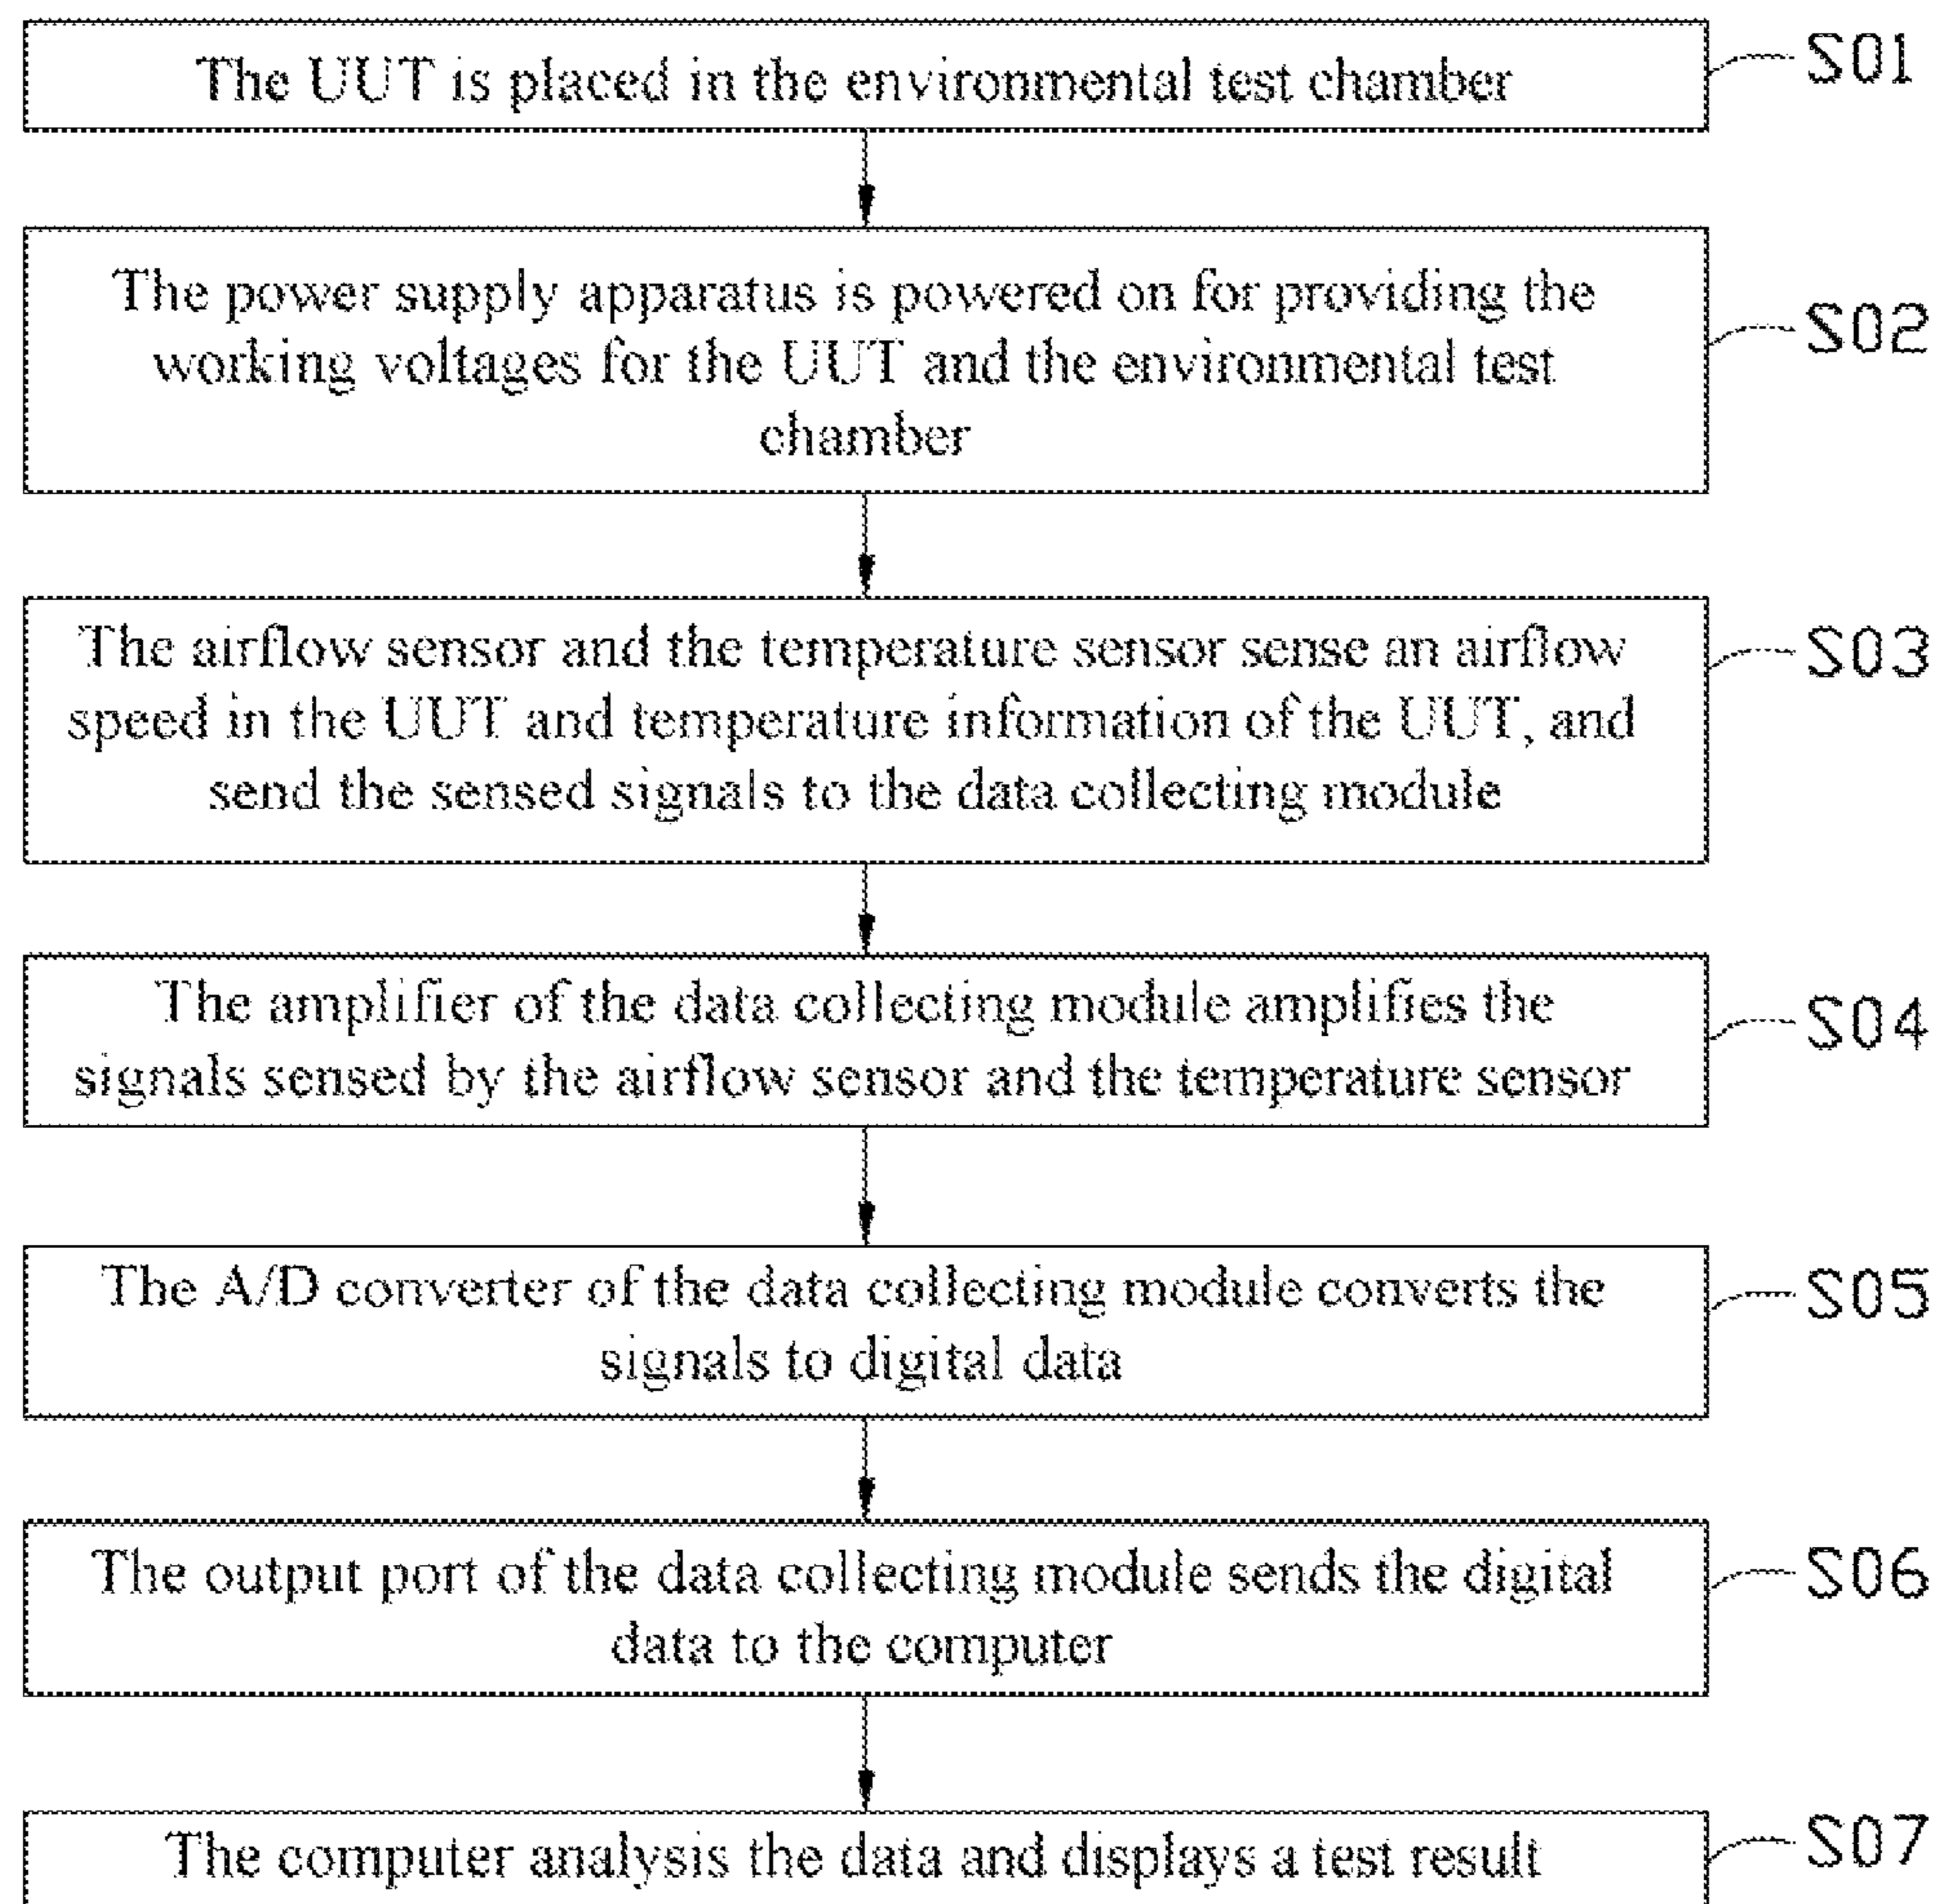 The UUT is placed in the environmental test chamber
S01
The power supply apparatus is powered on for providing the
working voltages for the UUT and the environmental test
chamber
S02
The airflow sensor and the temperature sensor sense an airflow
speed in the UUT and temperature information of the UUT, and
send the sensed signals to the data collecting module
S03
The amplifier of the data collecting module amplifies the
signals sensed by the airflow sensor and the temperature sensor
S04
The A/D converter of the data collecting module converts the
signals to digital data
S05
The output port of the data collecting module sends the digital
data to the computer
S06
The computer analysis the data and displays a test result
S07